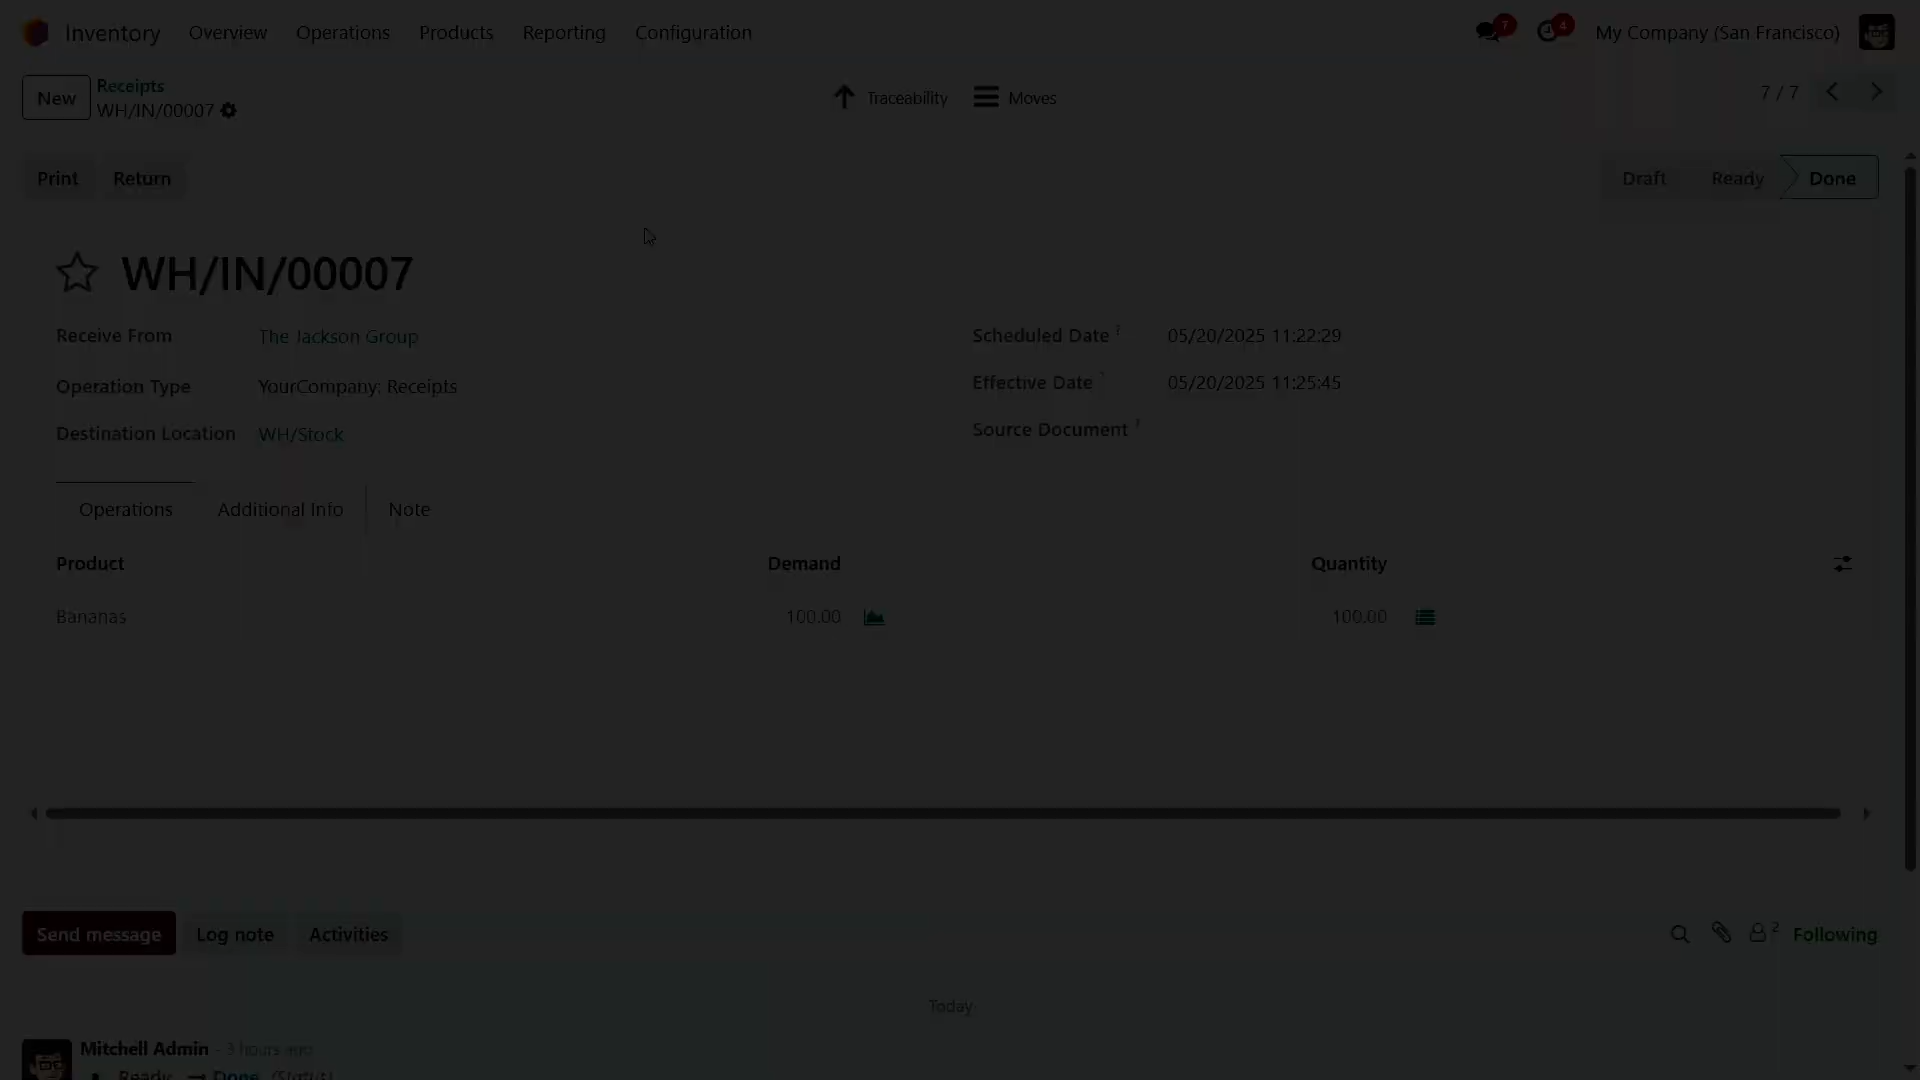 Inventory Overview Operations Products Reporting Configuration 7 4 My Company (San Francisco)
New Receipts
WH/IN/00007
Traceability Moves 7 / 7
Print Return Draft Ready Done
WH/IN/00007
Receive From The Jackson Group Scheduled Date ? 05/20/2025 11:22:29
Operation Type YourCompany: Receipts Effective Date ? 05/20/2025 11:25:45
Destination Location WH/Stock Source Document ?
Operations Additional Info Note
Product Demand Quantity
Bananas 100.00 100.00
Send message Log note Activities 2 Following
Today
Mitchell Admin - 3 hours ago
Ready → Done (Status)